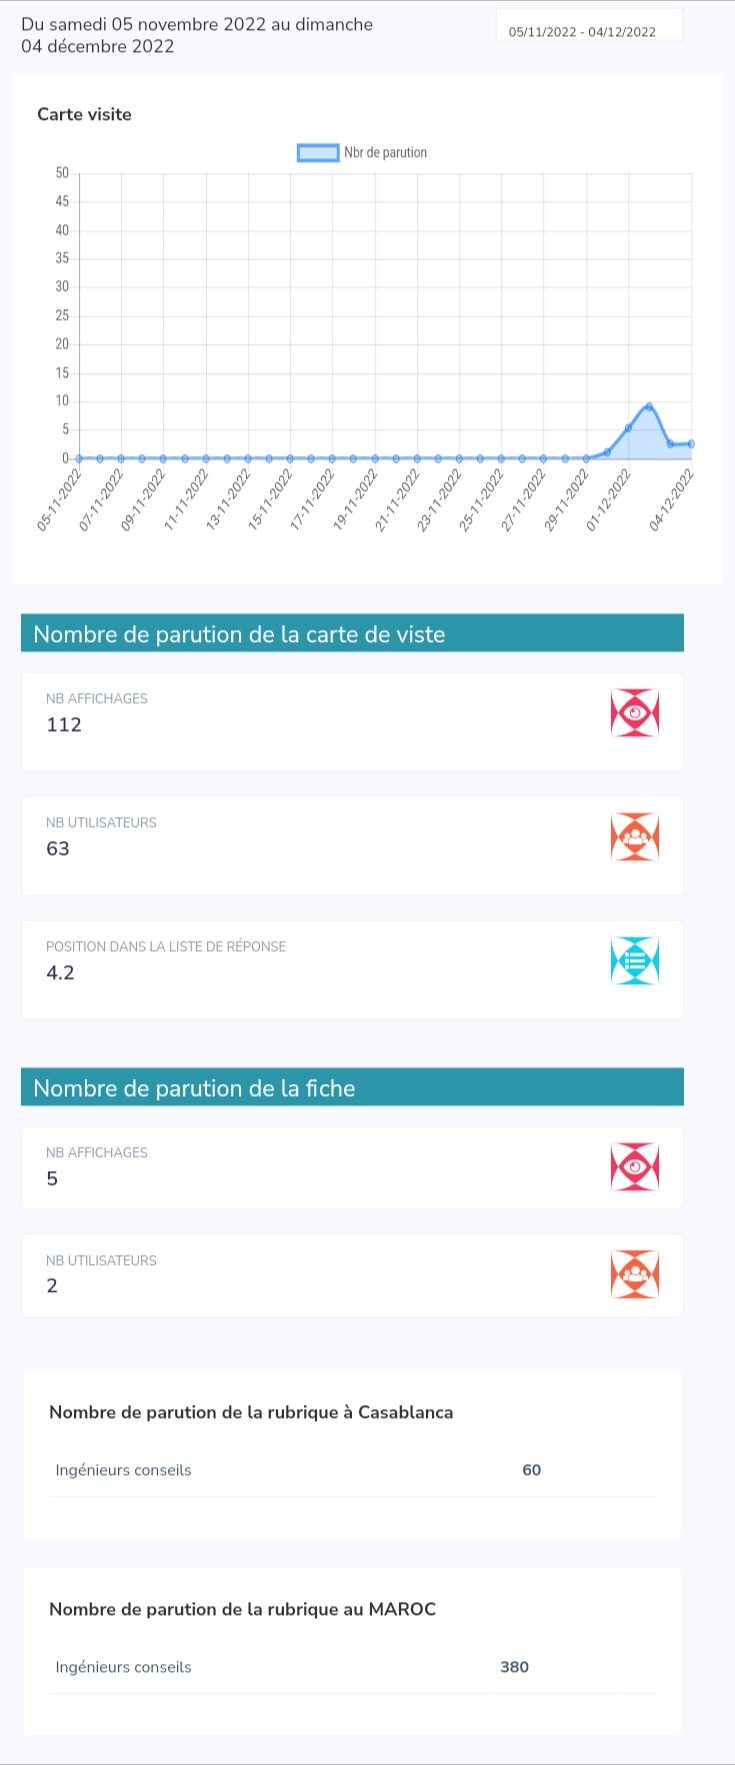 Du samedi 05 novembre 2022 au dimanche
04 décembre 2022
05/11/2022 - 04/12/2022
Carte visite
Nbr de parution
50
45
40
35
30
25
20
15
10
5
0
05-11-2022
07-11-2022
09-11-2022
11-11-2022
13-11-2022
15-11-2022
17-11-2022
19-11-2022
21-11-2022
23-11-2022
25-11-2022
27-11-2022
29-11-2022
01-12-2022
04-12-2022
Nombre de parution de la carte de viste
NB AFFICHAGES
112
NB UTILISATEURS
63
POSITION DANS LA LISTE DE RÉPONSE
4.2
Nombre de parution de la fiche
NB AFFICHAGES
5
NB UTILISATEURS
2
Nombre de parution de la rubrique à Casablanca
Ingénieurs conseils 60
Nombre de parution de la rubrique au MAROC
Ingénieurs conseils 380